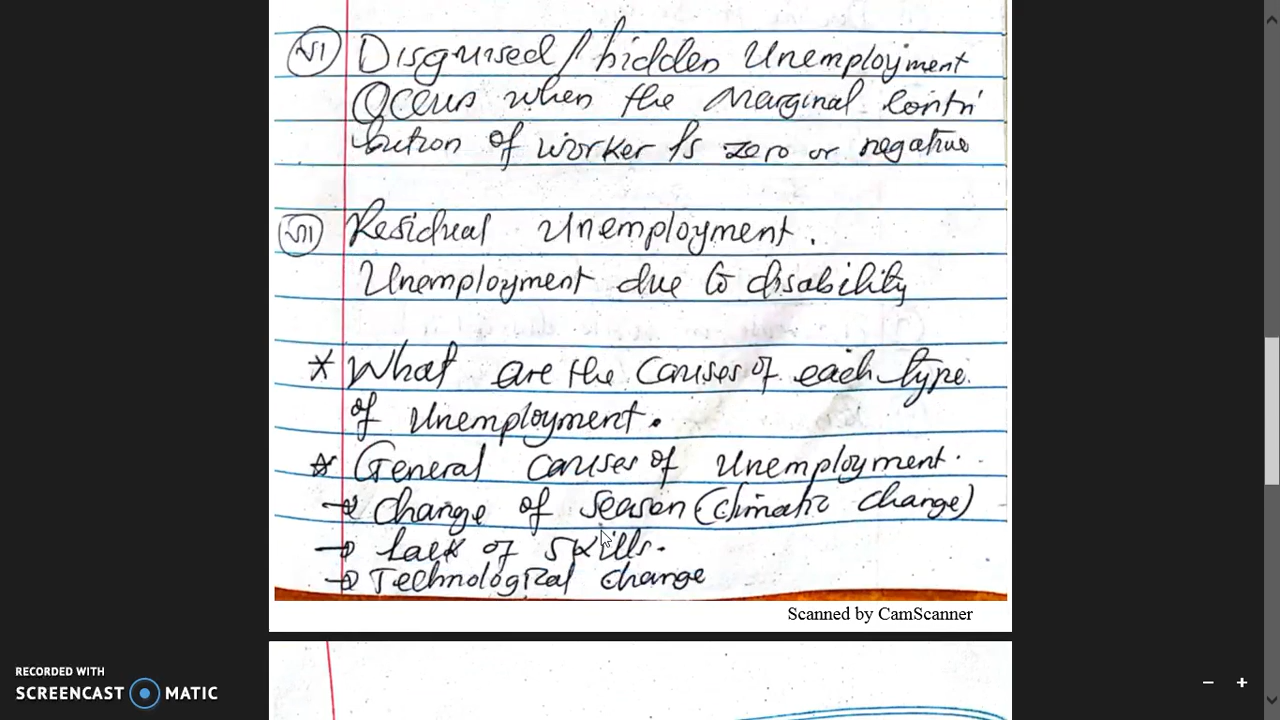 vi Disguised/hidden Unemployment
Occurs when the marginal contri
bution of worker is zero or negative
vii Residual Unemployment.
Unemployment due to disability
* What are the causes of each type
of Unemployment.
* General causes of Unemployment.
→ change of season (climatic change)
→ Lack of skills.
→ Technological change
Scanned by CamScanner
RECORDED WITH
SCREENCAST MATIC